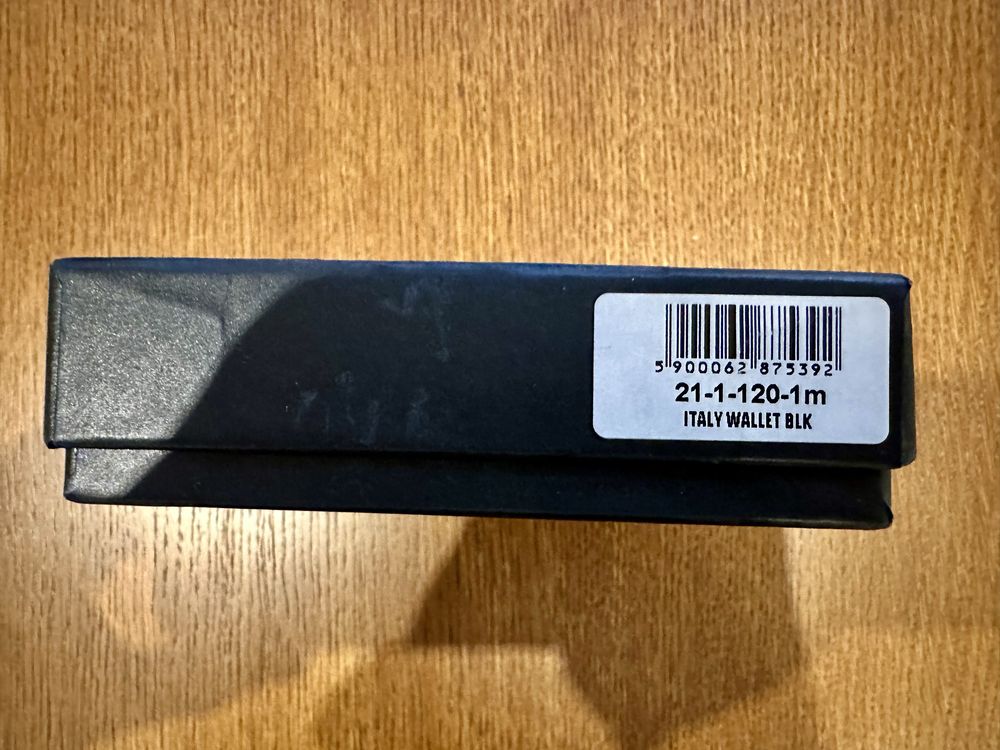 5 900062 875392
21-1-120-1m
ITALY WALLET BLK